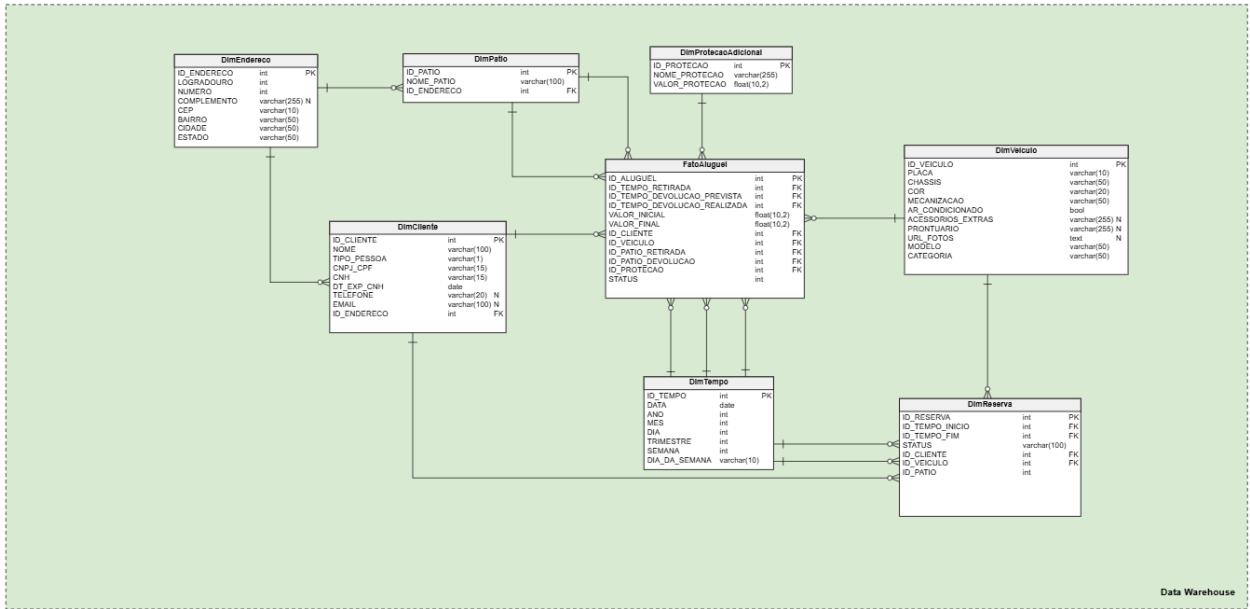 DimEndereco
ID_ENDERECO int PK
LOGRADOURO int
NUMERO int
COMPLEMENTO varchar(255) N
CEP varchar(10)
BAIRRO varchar(50)
CIDADE varchar(50)
ESTADO varchar(50)
DimPatio
ID_PATIO int PK
NOME_PATIO varchar(100)
ID_ENDERECO int FK
DimProtecaoAdicional
ID_PROTECAO int PK
NOME_PROTECAO varchar(255)
VALOR_PROTECAO float(10,2)
FatoAluguel
ID_ALUGUEL int PK
ID_TEMPO_RETIRADA int FK
ID_TEMPO_DEVOLUCAO_PREVISTA int FK
ID_TEMPO_DEVOLUCAO_REALIZADA int FK
VALOR_INICIAL float(10,2)
VALOR_FINAL float(10,2)
ID_CLIENTE int FK
ID_VEICULO int FK
ID_PATIO_RETIRADA int FK
ID_PATIO_DEVOLUCAO int FK
ID_PROTECAO int FK
STATUS int
DimVeiculo
ID_VEICULO int PK
PLACA varchar(10)
CHASSIS varchar(50)
COR varchar(20)
MECANIZACAO varchar(50)
AR_CONDICIONADO bool
ACESSORIOS_EXTRAS varchar(255) N
PRONTUARIO varchar(255) N
URL_FOTOS text N
MODELO varchar(50)
CATEGORIA varchar(50)
DimCliente
ID_CLIENTE int PK
NOME varchar(100)
TIPO_PESSOA varchar(1)
CNPJ_CPF varchar(15)
CNH varchar(15)
DT_EXP_CNH date
TELEFONE varchar(20) N
EMAIL varchar(100) N
ID_ENDERECO int FK
DimTempo
ID_TEMPO int PK
DATA date
ANO int
MES int
DIA int
TRIMESTRE int
SEMANA int
DIA_DA_SEMANA varchar(10)
DimReserva
ID_RESERVA int PK
ID_TEMPO_INICIO int FK
ID_TEMPO_FIM int FK
STATUS varchar(100)
ID_CLIENTE int FK
ID_VEICULO int FK
ID_PATIO int
Data Warehouse